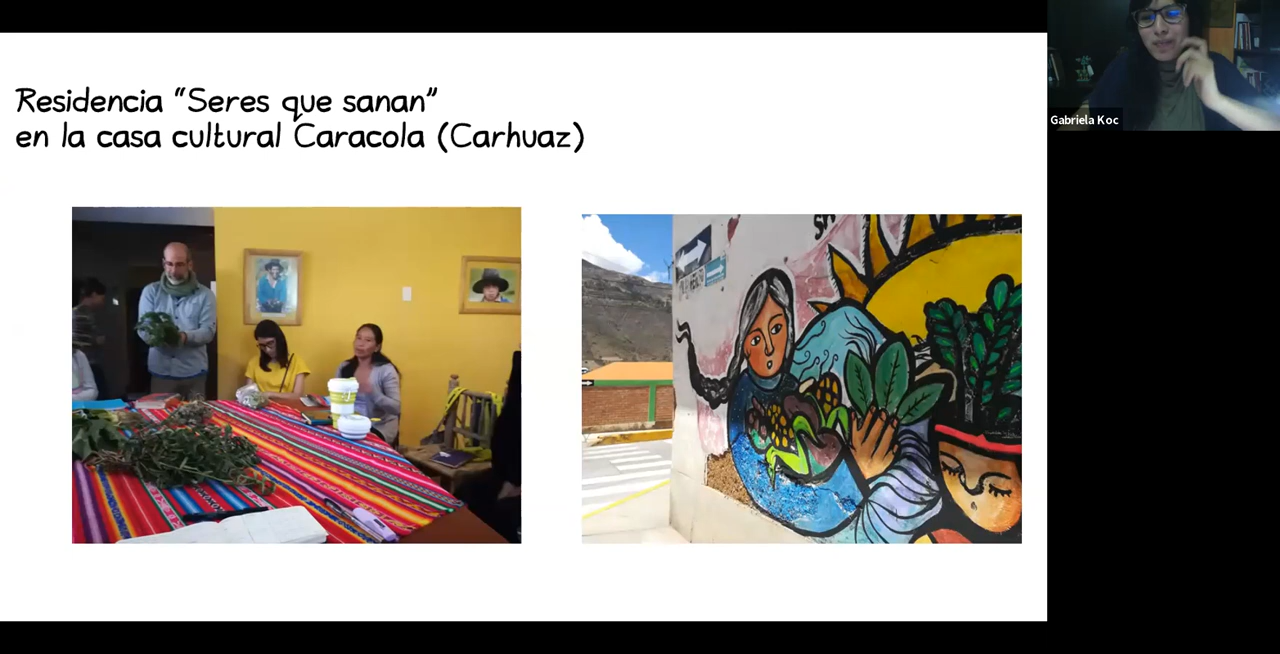 Residencia “Seres que sanan”
en la casa cultural Caracola (Carhuaz)
Gabriela Koc